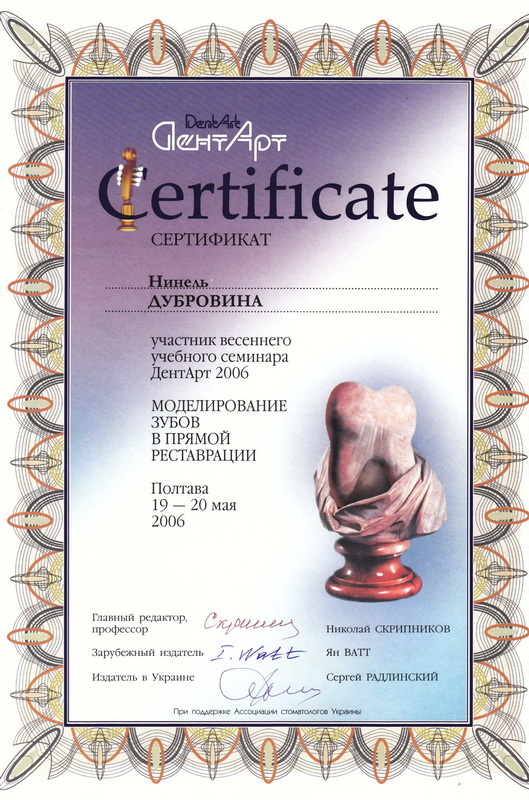 DentArt
ДентАрт
Certificate
СЕРТИФИКАТ
Нинель
ДУБРОВИНА
участник весеннего
учебного семинара
ДентАрт 2006
МОДЕЛИРОВАНИЕ
ЗУБОВ
В ПРЯМОЙ
РЕСТАВРАЦИИ
Полтава
19 — 20 мая
2006
Главный редактор,
профессор
Николай СКРИПНИКОВ
Зарубежный издатель I. Watt Ян ВАТТ
Издатель в Украине Сергей РАДЛИНСКИЙ
При поддержке Ассоциации стоматологов Украины